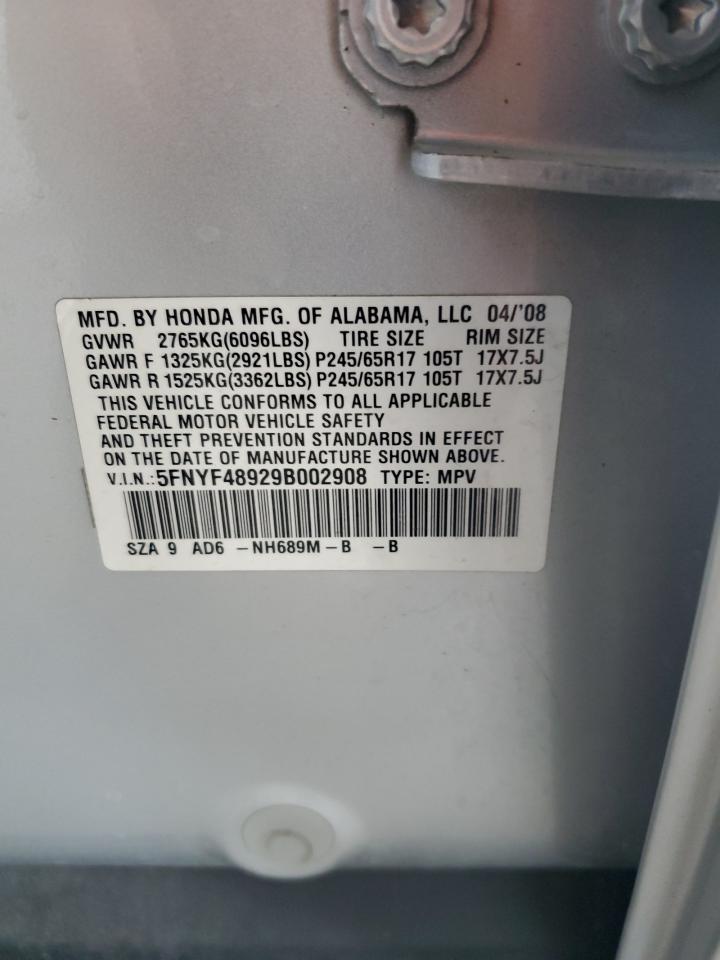 MFD. BY HONDA MFG. OF ALABAMA, LLC 04/'08
GVWR 2765KG(6096LBS) TIRE SIZE RIM SIZE
GAWR F 1325KG(2921LBS) P245/65R17 105T 17X7.5J
GAWR R 1525KG(3362LBS) P245/65R17 105T 17X7.5J
THIS VEHICLE CONFORMS TO ALL APPLICABLE
FEDERAL MOTOR VEHICLE SAFETY
AND THEFT PREVENTION STANDARDS IN EFFECT
ON THE DATE OF MANUFACTURE SHOWN ABOVE.
V.I.N.:5FNYF48929B002908 TYPE: MPV
SZA 9 AD6 -NH689M-B -B